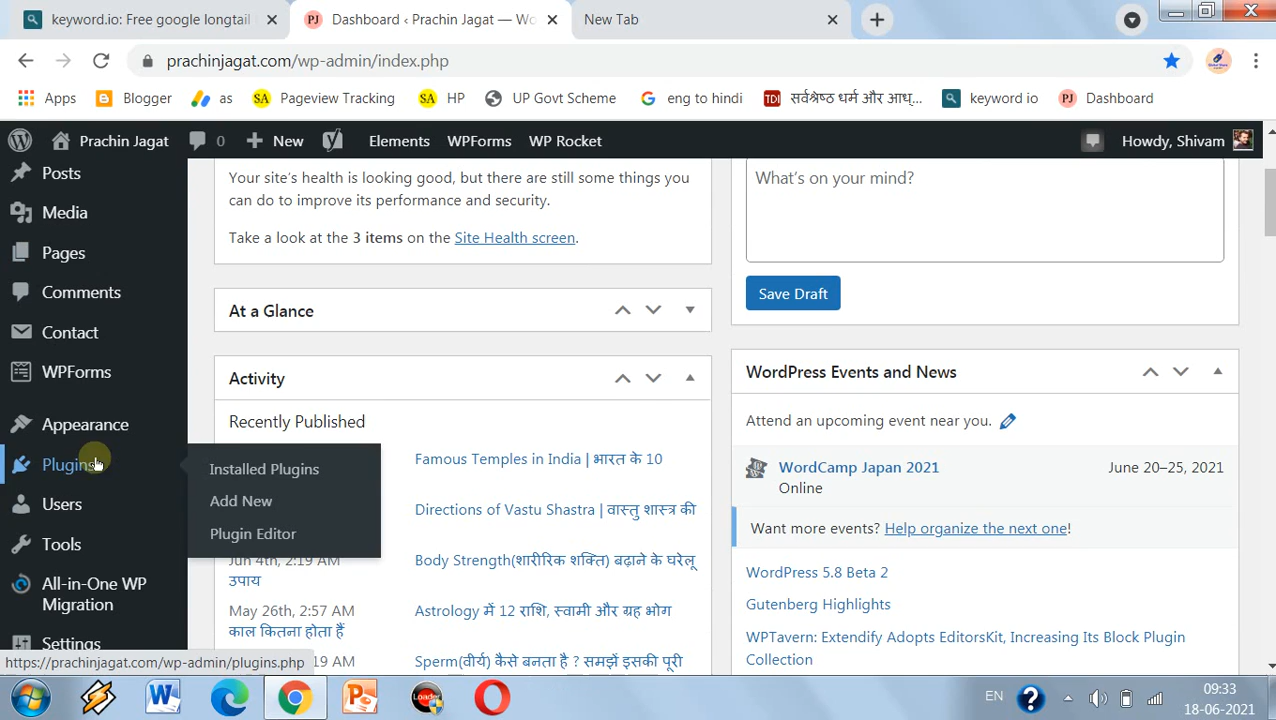 keyword.io: Free google longtail
Dashboard ‹ Prachin Jagat — Wo
New Tab
prachinjagat.com/wp-admin/index.php
Apps
Blogger
as
SA Pageview Tracking
SA HP
UP Govt Scheme
eng to hindi
TDI सर्वश्रेष्ठ धर्म और आध्...
keyword io
PJ Dashboard
Prachin Jagat
0
New
Elements
WPForms
WP Rocket
Howdy, Shivam
Posts
Media
Pages
Comments
Contact
WPForms
Appearance
Plugins
Users
Tools
All-in-One WP
Migration
Settings
Installed Plugins
Add New
Plugin Editor
Your site's health is looking good, but there are still some things you
can do to improve its performance and security.
Take a look at the 3 items on the Site Health screen.
At a Glance
Activity
Recently Published
Famous Temples in India | भारत के 10
Directions of Vastu Shastra | वास्तु शास्त्र की
Jun 4th, 2:19 AM
Body Strength(शारीरिक शक्ति) बढ़ाने के घरेलू
उपाय
May 26th, 2:57 AM
Astrology में 12 राशि, स्वामी और ग्रह भोग
काल कितना होता हैं
:19 AM
Sperm(वीर्य) कैसे बनता है ? समझें इसकी पूरी
What's on your mind?
Save Draft
WordPress Events and News
Attend an upcoming event near you.
WordCamp Japan 2021
June 20–25, 2021
Online
Want more events? Help organize the next one!
WordPress 5.8 Beta 2
Gutenberg Highlights
WPTavern: Extendify Adopts EditorsKit, Increasing Its Block Plugin
Collection
https://prachinjagat.com/wp-admin/plugins.php
Loader
EN
09:33
18-06-2021